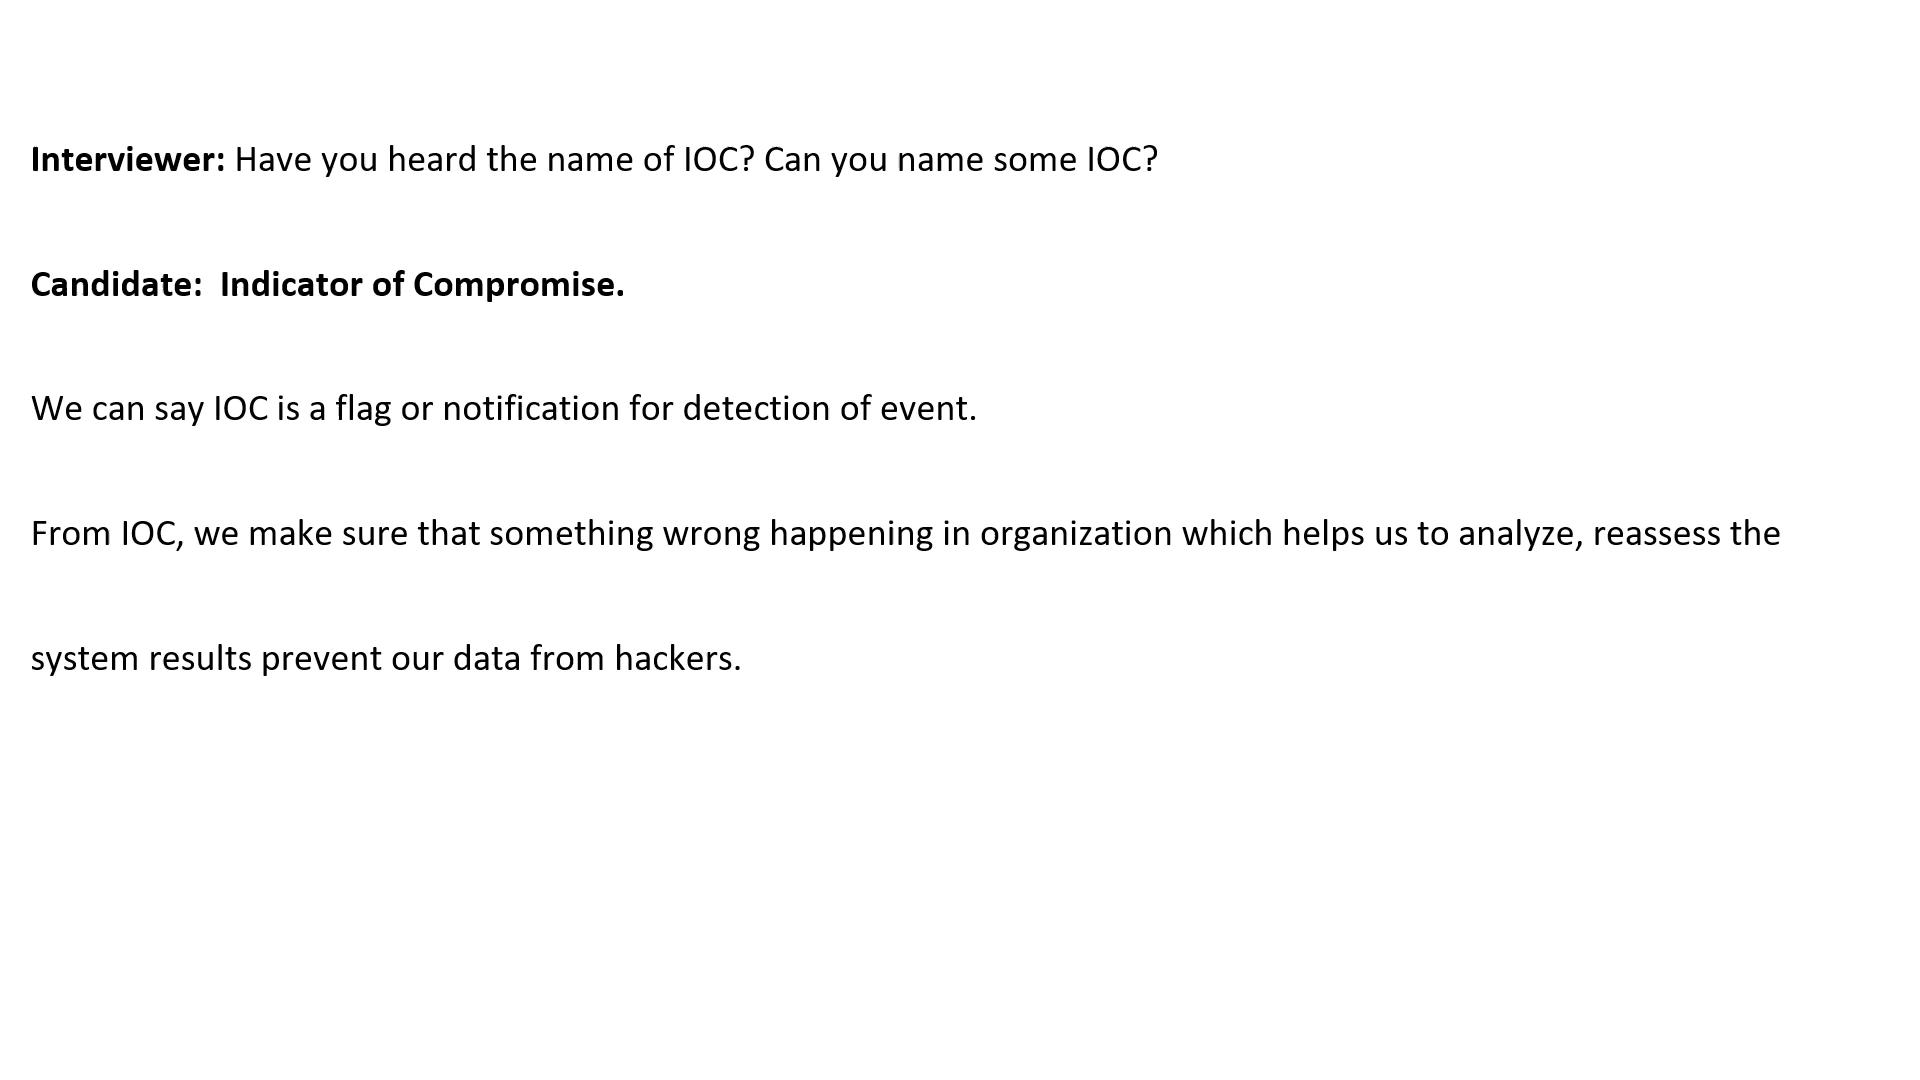 Interviewer: Have you heard the name of IOC? Can you name some IOC?
Candidate:  Indicator of Compromise.
We can say IOC is a flag or notification for detection of event.
From IOC, we make sure that something wrong happening in organization which helps us to analyze, reassess the
system results prevent our data from hackers.